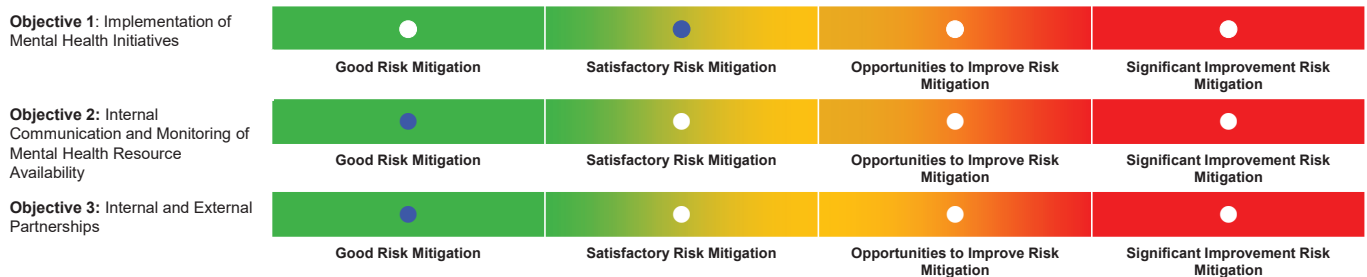 Objective 1: Implementation of
Mental Health Initiatives
Good Risk Mitigation
Satisfactory Risk Mitigation
Opportunities to Improve Risk
Mitigation
Significant Improvement Risk
Mitigation
Objective 2: Internal
Communication and Monitoring of
Mental Health Resource
Availability
Good Risk Mitigation
Satisfactory Risk Mitigation
Opportunities to Improve Risk
Mitigation
Significant Improvement Risk
Mitigation
Objective 3: Internal and External
Partnerships
Good Risk Mitigation
Satisfactory Risk Mitigation
Opportunities to Improve Risk
Mitigation
Significant Improvement Risk
Mitigation